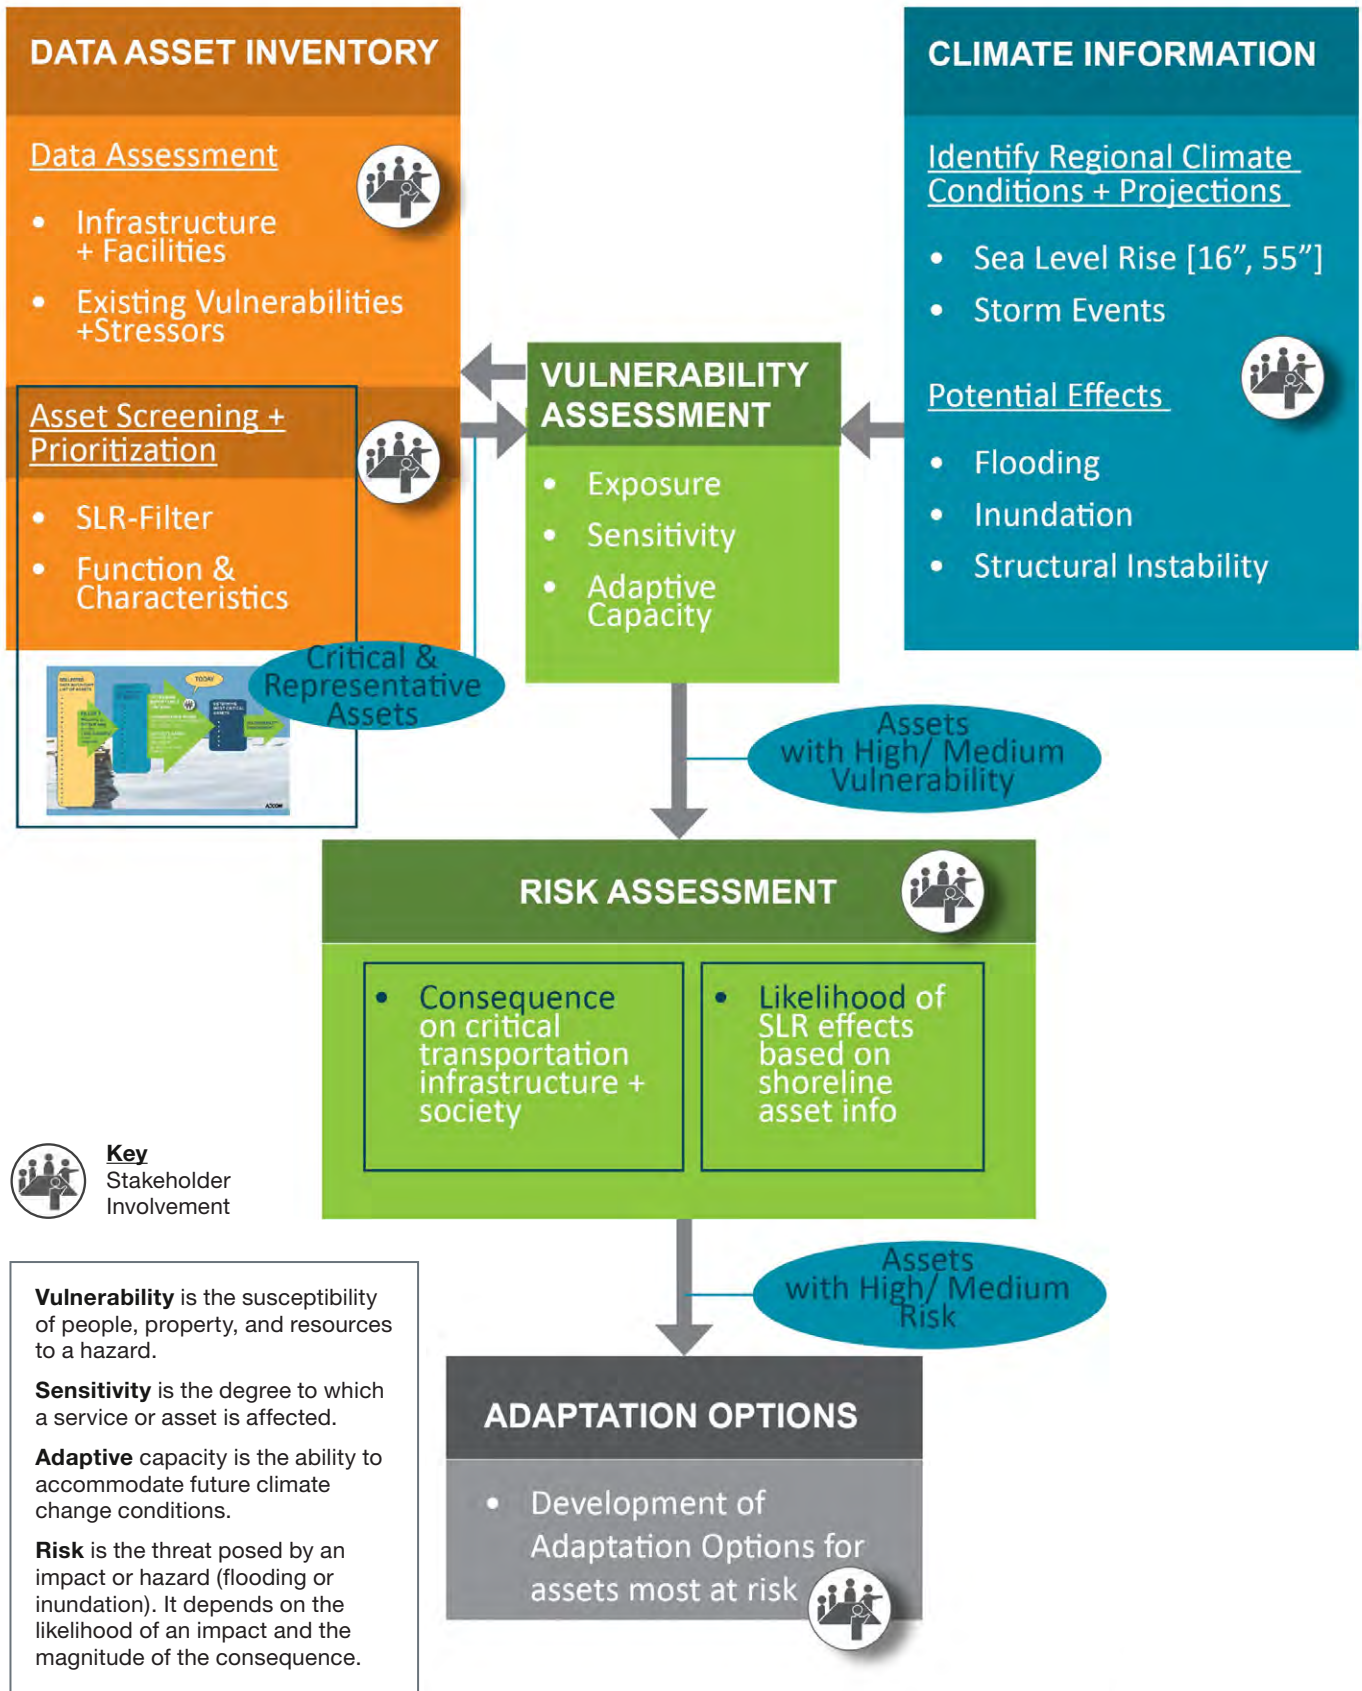 DATA ASSET INVENTORY
Data Assessment
• Infrastructure
+ Facilities
• Existing Vulnerabilities
+Stressors
Asset Screening +
Prioritization
• SLR-Filter
• Function &
Characteristics
TODAY
Critical &
Representative
Assets
CLIMATE INFORMATION
Identify Regional Climate
Conditions + Projections
• Sea Level Rise [16”, 55”]
• Storm Events
Potential Effects
• Flooding
• Inundation
• Structural Instability
VULNERABILITY
ASSESSMENT
• Exposure
• Sensitivity
• Adaptive
Capacity
Assets
with High/ Medium
Vulnerability
RISK ASSESSMENT
• Consequence
on critical
transportation
infrastructure +
society
• Likelihood of
SLR effects
based on
shoreline
asset info
Assets
with High/ Medium
Risk
ADAPTATION OPTIONS
• Development of
Adaptation Options for
assets most at risk
Key
Stakeholder
Involvement
Vulnerability is the susceptibility
of people, property, and resources
to a hazard.
Sensitivity is the degree to which
a service or asset is affected.
Adaptive capacity is the ability to
accommodate future climate
change conditions.
Risk is the threat posed by an
impact or hazard (flooding or
inundation). It depends on the
likelihood of an impact and the
magnitude of the consequence.